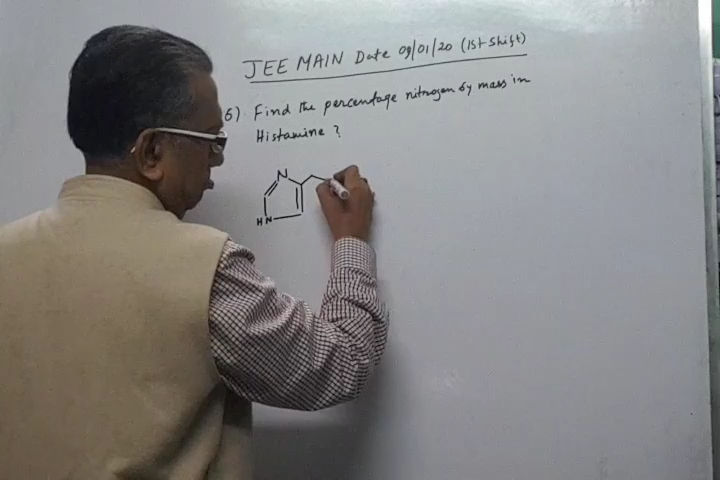 JEE MAIN Date 09/01/20 (1st Shift)
6). Find the percentage nitrogen by mass in
Histamine ?
N
HN